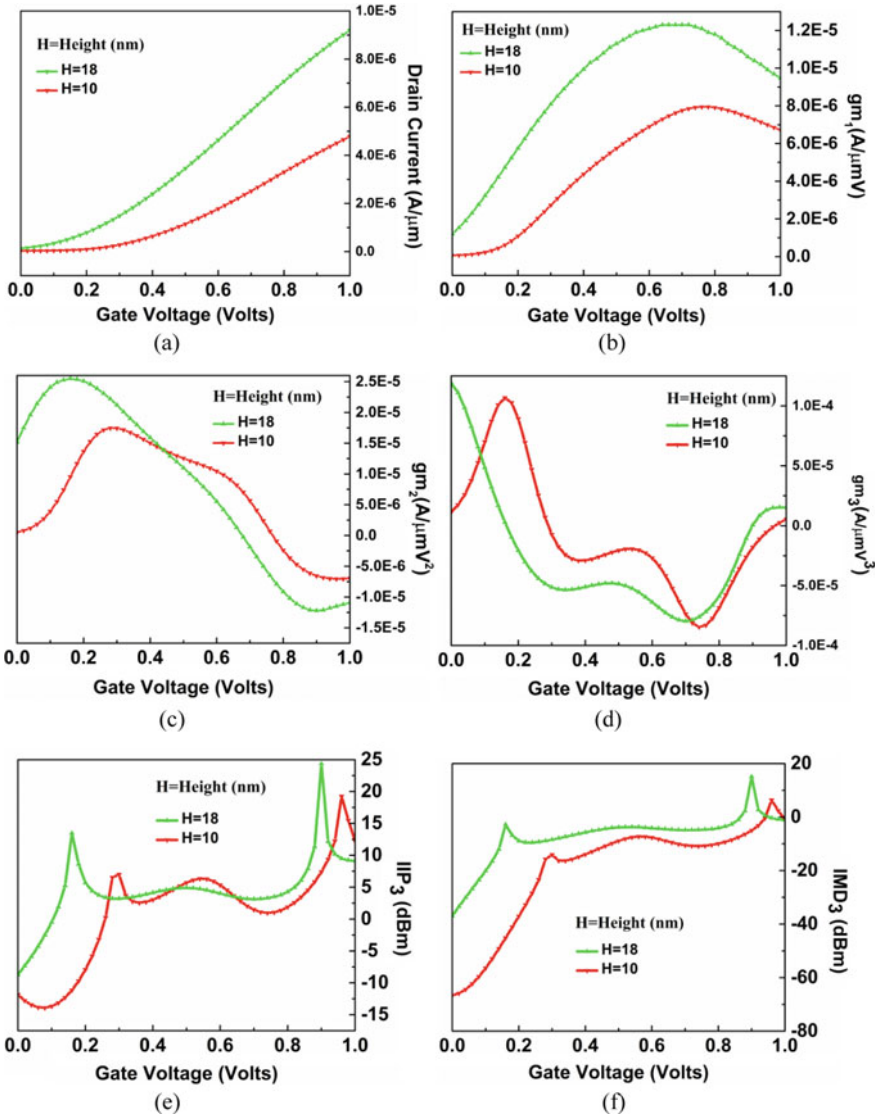 H=Height (nm)
H=18
H=10
1.0E-5
8.0E-6
6.0E-6
4.0E-6
2.0E-6
0.0
Drain Current (A/μm)
0.0 0.2 0.4 0.6 0.8 1.0
Gate Voltage (Volts)
(a)
H=Height (nm)
H=18
H=10
1.2E-5
1.0E-5
8.0E-6
6.0E-6
4.0E-6
2.0E-6
0.0
gm1(A/μmV)
0.0 0.2 0.4 0.6 0.8 1.0
Gate Voltage (Volts)
(b)
H=Height (nm)
H=18
H=10
2.5E-5
2.0E-5
1.5E-5
1.0E-5
5.0E-6
0.0
-5.0E-6
-1.0E-5
-1.5E-5
gm2(A/μmV²)
0.0 0.2 0.4 0.6 0.8 1.0
Gate Voltage (Volts)
(c)
H=Height (nm)
H=18
H=10
1.0E-4
5.0E-5
0.0
-5.0E-5
-1.0E-4
gm3(A/μmV³)
0.0 0.2 0.4 0.6 0.8 1.0
Gate Voltage (Volts)
(d)
H=Height (nm)
H=18
H=10
25
20
15
10
5
0
-5
-10
-15
IIP3 (dBm)
0.0 0.2 0.4 0.6 0.8 1.0
Gate Voltage (Volts)
(e)
H=Height (nm)
H=18
H=10
20
0
-20
-40
-60
-80
IMD3 (dBm)
0.0 0.2 0.4 0.6 0.8 1.0
Gate Voltage (Volts)
(f)